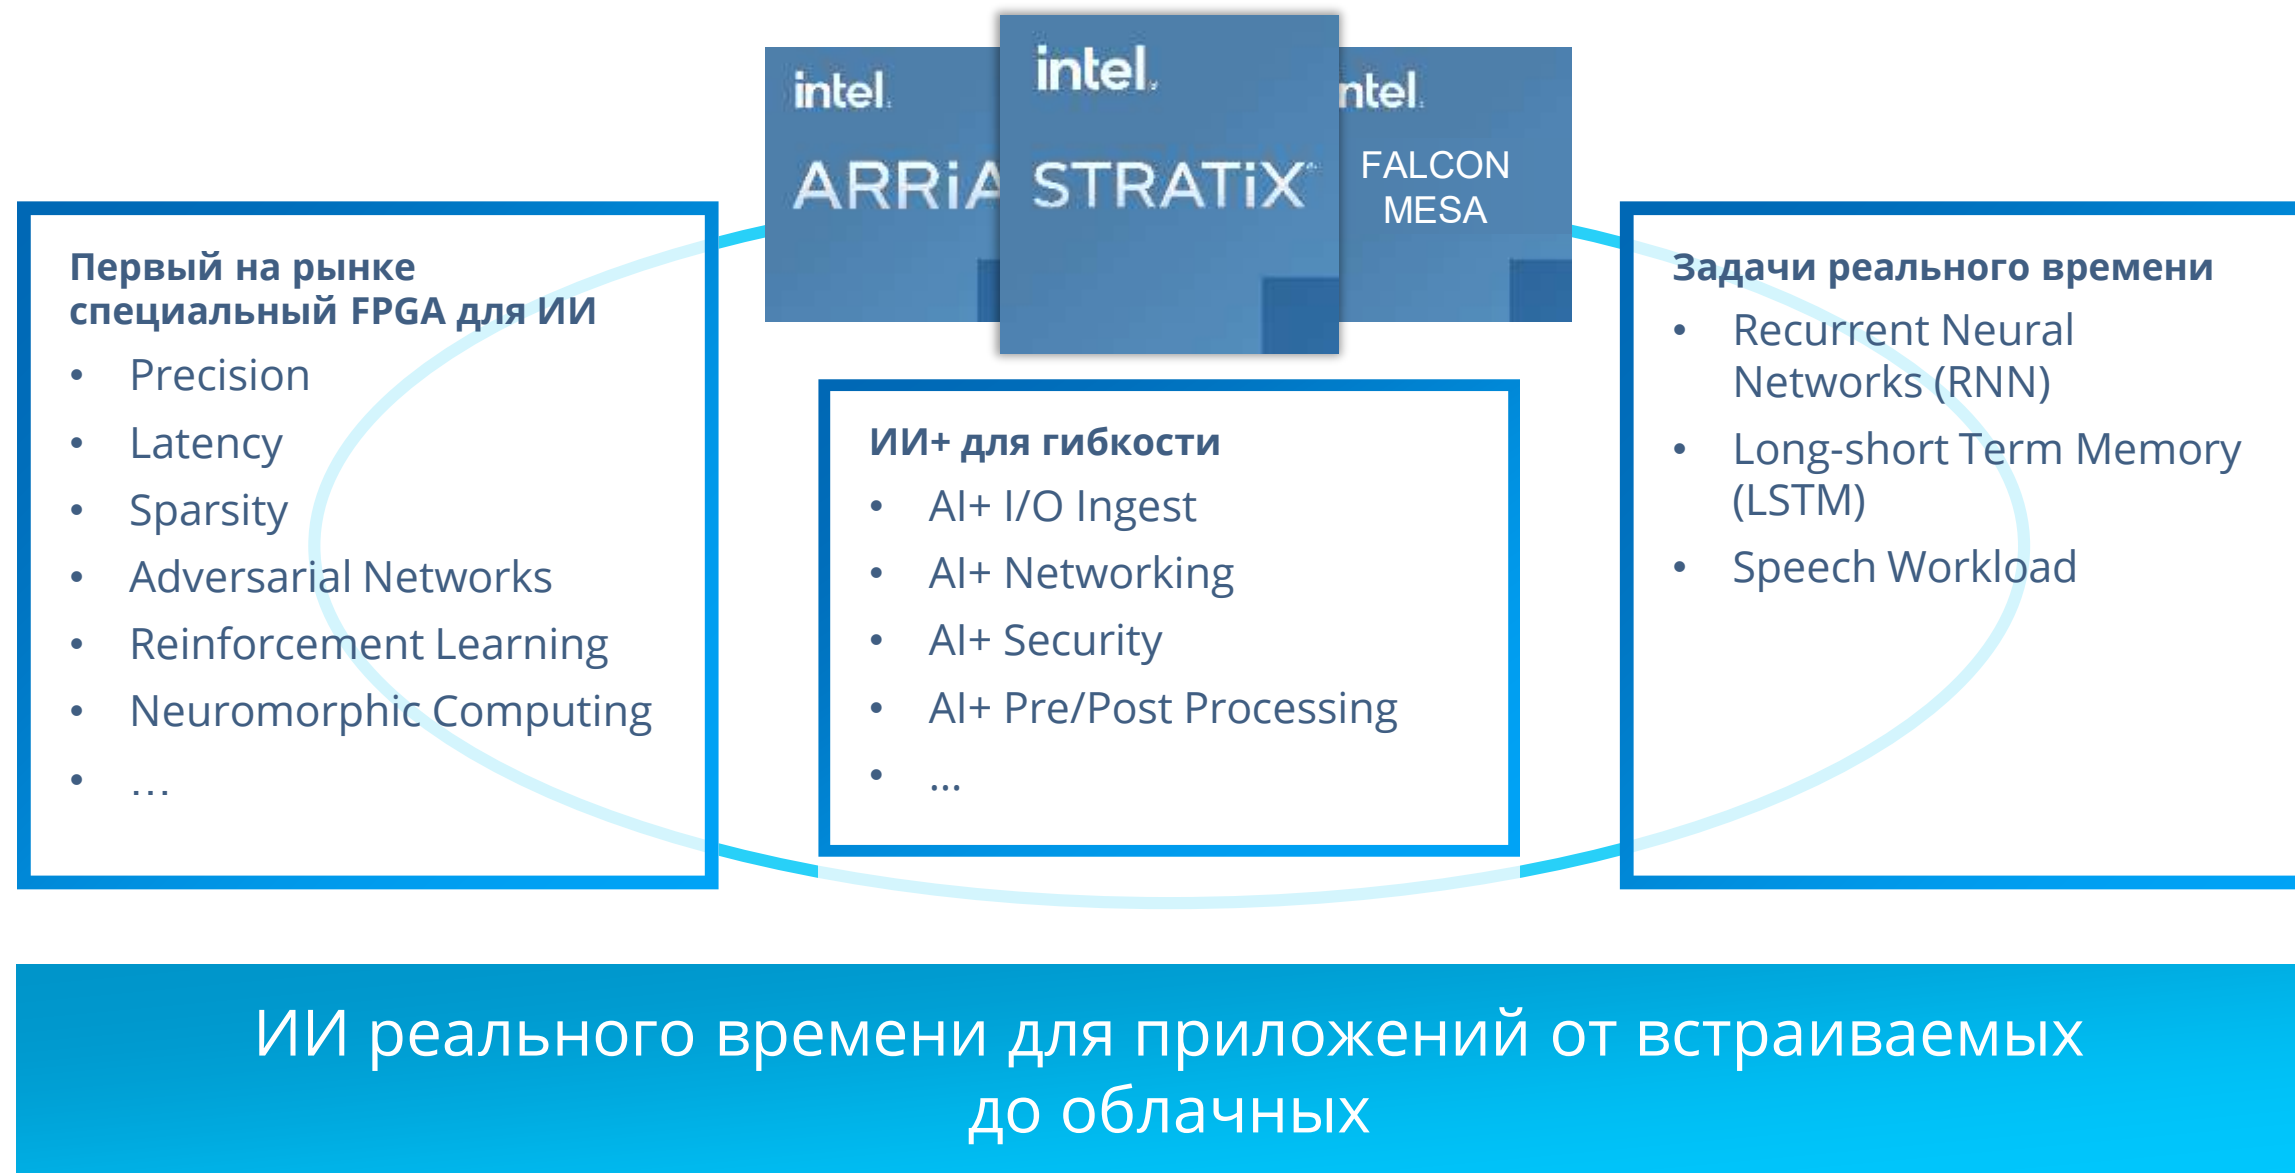 intel.
ARRiA
intel.
STRATiX
ntel.
FALCON
MESA
Первый на рынке
специальный FPGA для ИИ
• Precision
• Latency
• Sparsity
• Adversarial Networks
• Reinforcement Learning
• Neuromorphic Computing
• ...
ИИ+ для гибкости
• AI+ I/O Ingest
• AI+ Networking
• AI+ Security
• AI+ Pre/Post Processing
• ...
Задачи реального времени
• Recurrent Neural
Networks (RNN)
• Long-short Term Memory
(LSTM)
• Speech Workload
ИИ реального времени для приложений от встраиваемых
до облачных